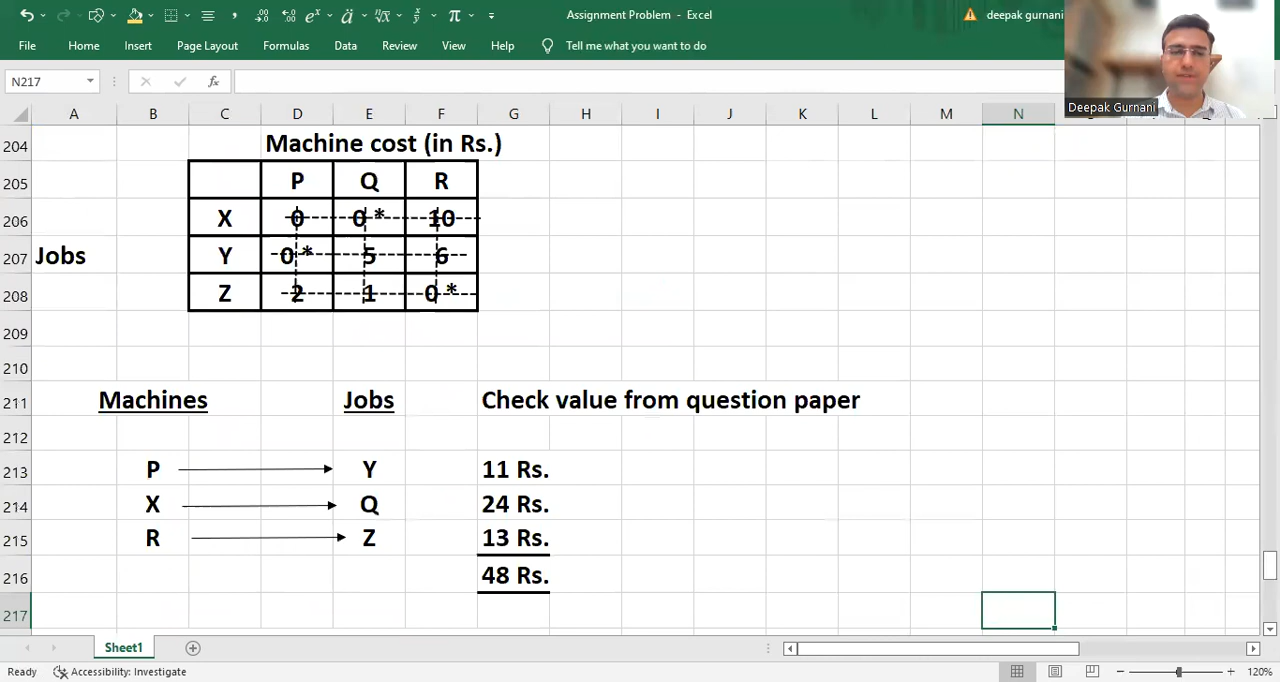 Assignment Problem - Excel
deepak gurnani
File Home Insert Page Layout Formulas Data Review View Help Tell me what you want to do
Deepak Gurnani
N217 fx
A B C D E F G H I J K L M N
204 Machine cost (in Rs.)
205 P Q R
206 X 0 0 * 10
207 Jobs Y 0 * 5 6
208 Z 2 1 0 *
209
210
211 Machines Jobs Check value from question paper
212
213 P Y 11 Rs.
214 X Q 24 Rs.
215 R Z 13 Rs.
216 48 Rs.
217
Sheet1
Ready Accessibility: Investigate 120%